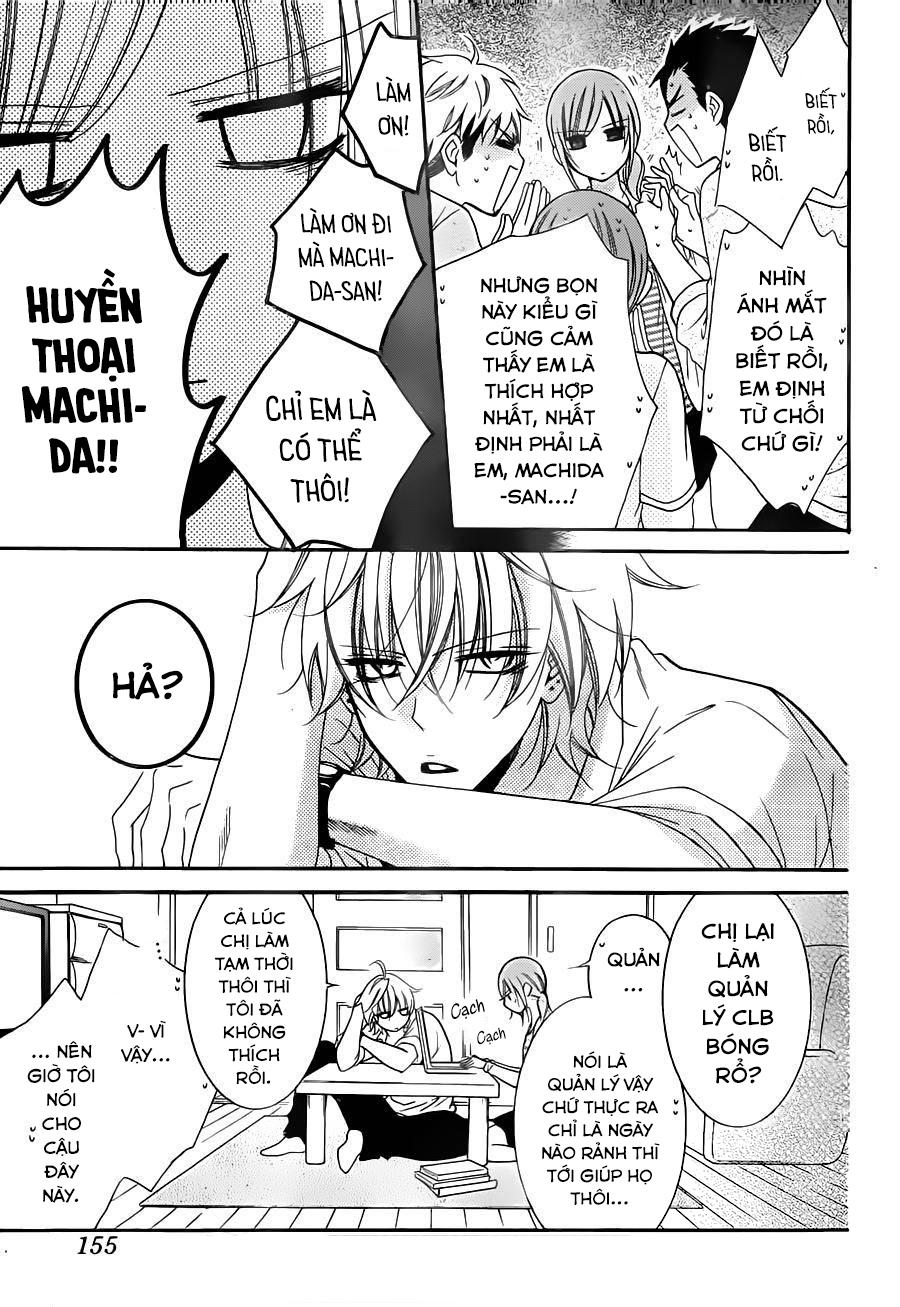 BIẾT
RỒI,
BIẾT
RỒI.
NHÌN
ÁNH MẮT
ĐÓ LÀ
BIẾT RỒI,
EM ĐỊNH
TỪ CHỐI
CHỨ GÌ!
NHƯNG BỌN
NÀY KIỂU GÌ
CŨNG CẢM
THẤY EM LÀ
THÍCH HỢP
NHẤT, NHẤT
ĐỊNH PHẢI LÀ
EM, MACHIDA
-SAN...!
LÀM
ƠN!
LÀM ƠN ĐI
MÀ MACHI-
DA-SAN!
CHỈ EM LÀ
CÓ THỂ
THÔI!
HUYỀN
THOẠI
MACHI-
DA!!
HẢ?
CHỊ LẠI
LÀM
QUẢN
LÝ CLB
BÓNG
RỔ?
QUẢN
...
NÓI LÀ
QUẢN LÝ VẬY
CHỨ THỰC RA
CHỈ LÀ NGÀY
NÀO RẢNH THÌ
TỚI GIÚP HỌ
THÔI...
Cạch
Cạch
CẢ LÚC
CHỊ LÀM
TẠM THỜI
THÔI THÌ
TÔI ĐÃ
KHÔNG
THÍCH
RỒI.
V- VÌ
VẬY...
... NÊN
GIỜ TÔI
NÓI
CHO
CẬU
ĐÂY
NÀY.
155